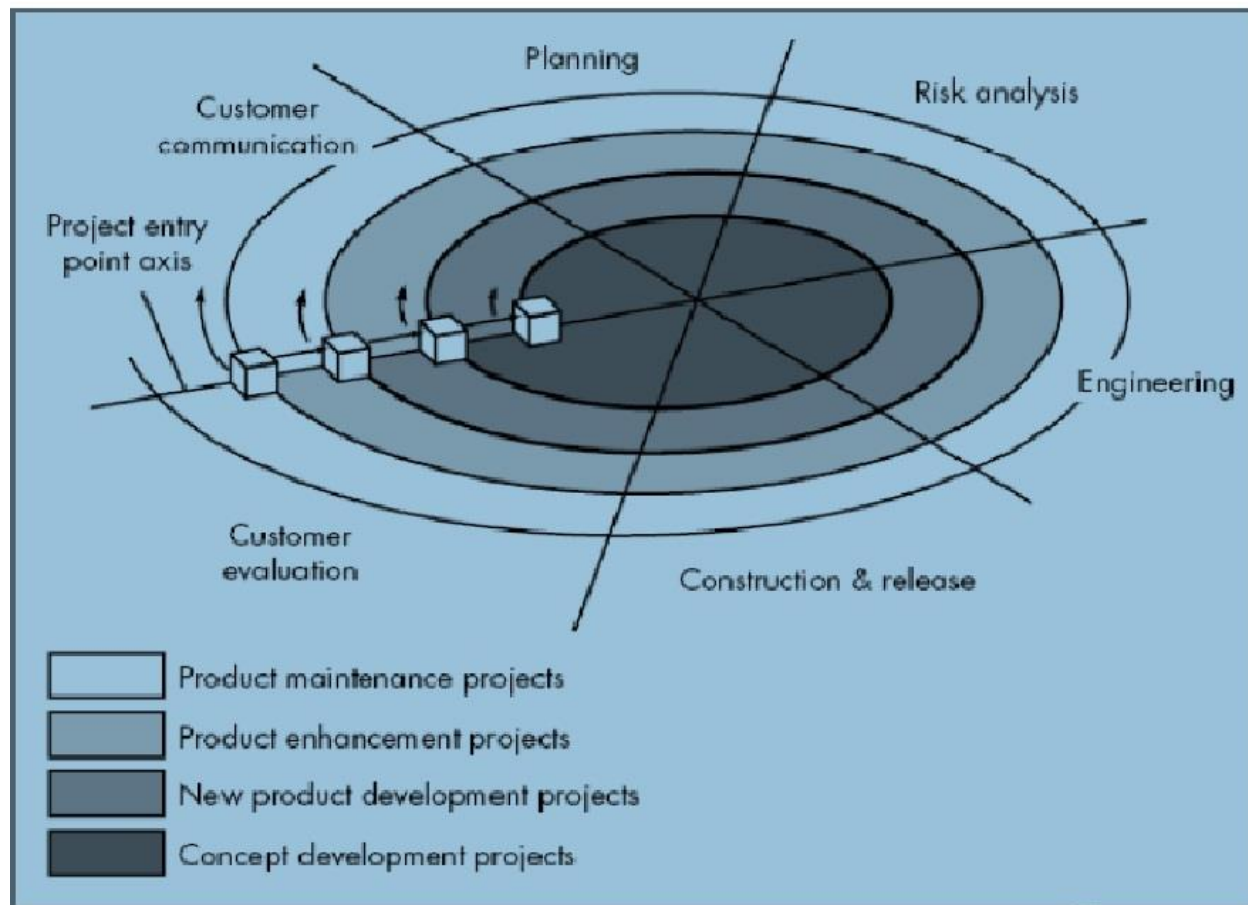 Planning
Risk analysis
Customer
communication
Project entry
point axis
Engineering
Customer
evaluation
Construction & release
Product maintenance projects
Product enhancement projects
New product development projects
Concept development projects